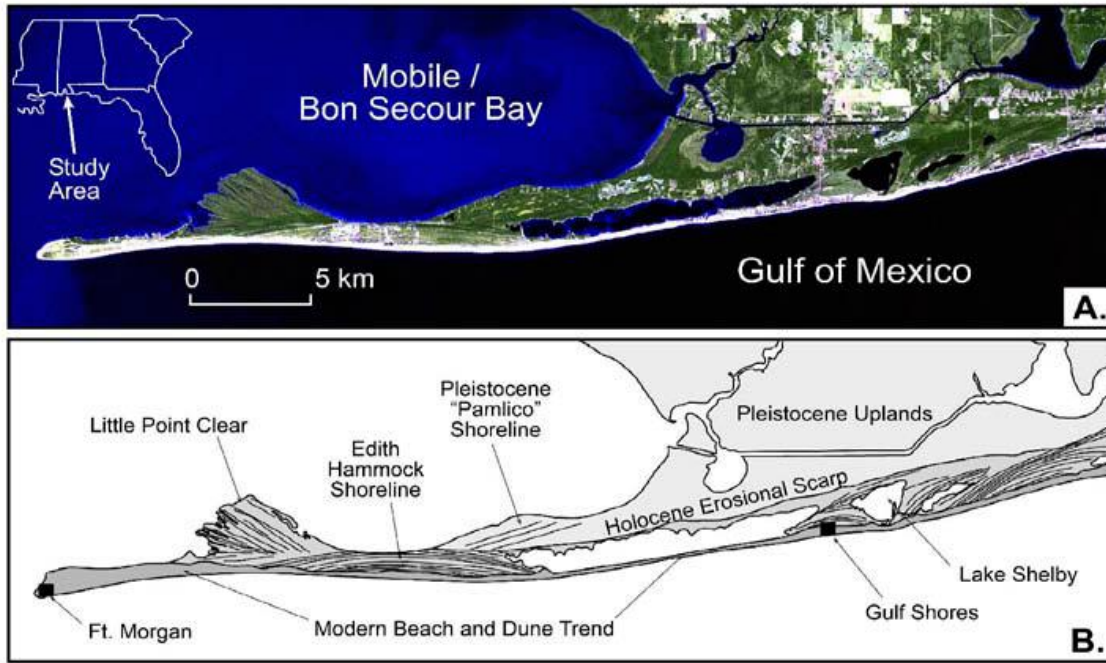 Mobile /
Bon Secour Bay
Study
Area
0 5 km
Gulf of Mexico
A.
Pleistocene
"Pamlico"
Shoreline
Pleistocene Uplands
Little Point Clear
Edith
Hammock
Shoreline
Holocene Erosional Scarp
Lake Shelby
Gulf Shores
Ft. Morgan
Modern Beach and Dune Trend
B.